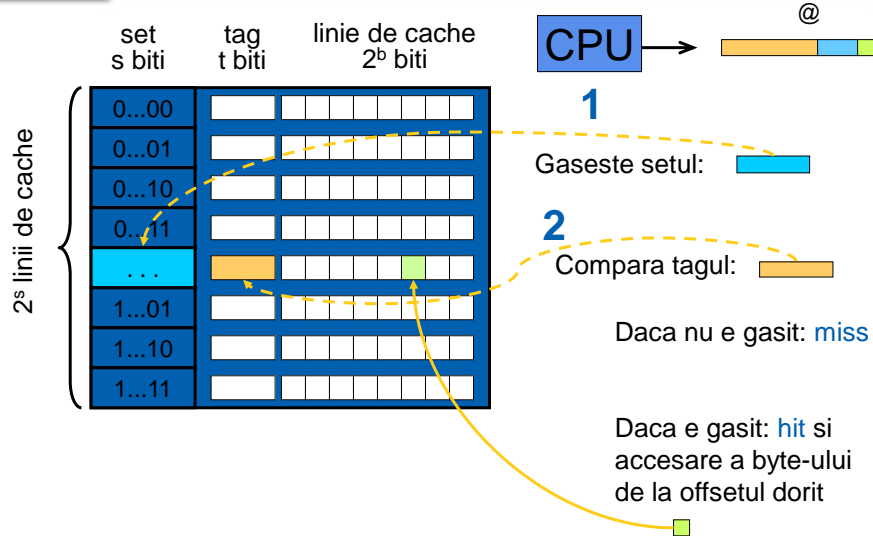 @
set
s biti
tag
t biti
linie de cache
2ᵇ biti
CPU
2ˢ linii de cache
0...00
0...01
0...10
0...11
. . .
1...01
1...10
1...11
1
Gaseste setul:
2
Compara tagul:
Daca nu e gasit: miss
Daca e gasit: hit si
accesare a byte-ului
de la offsetul dorit